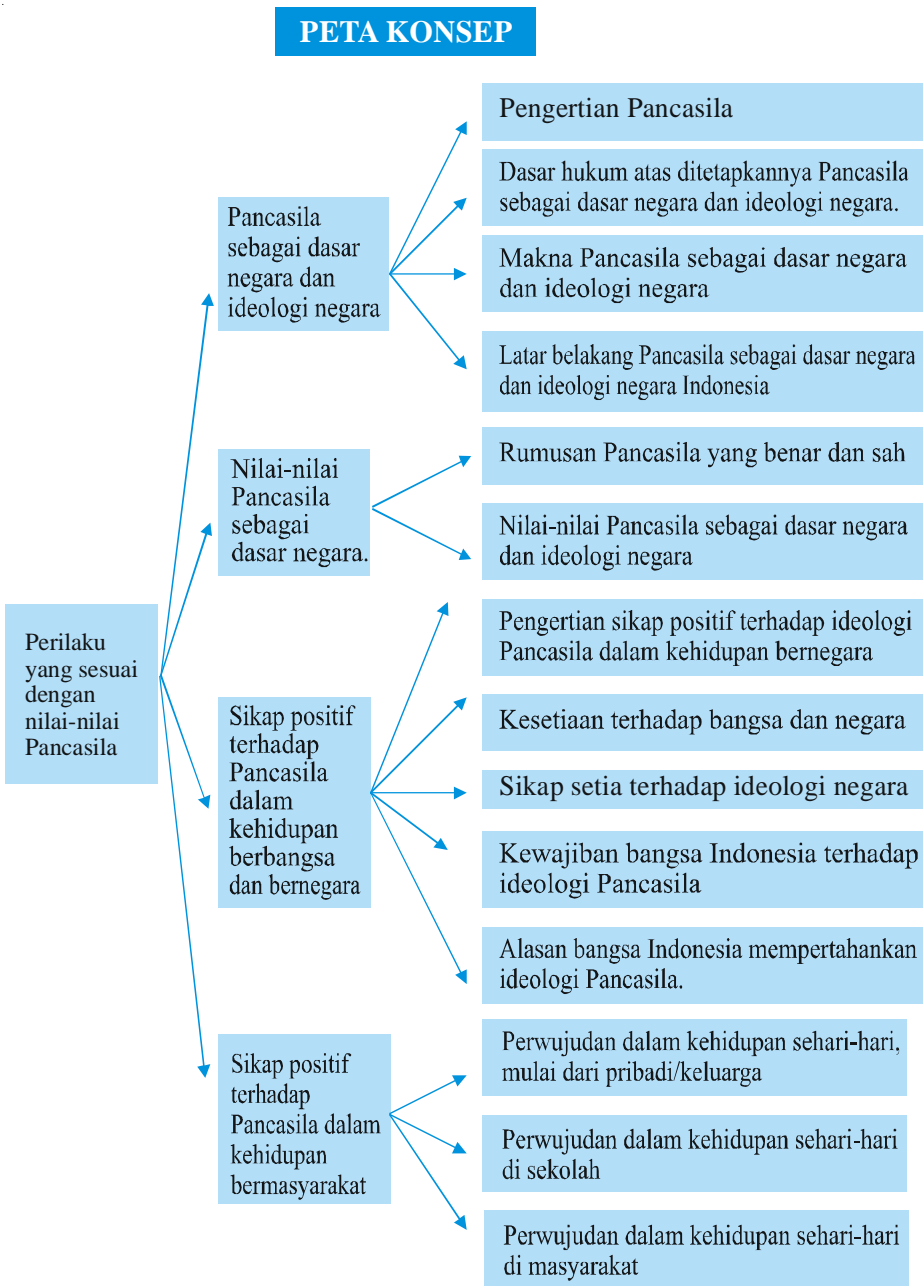 PETA KONSEP
Perilaku
yang sesuai
dengan
nilai-nilai
Pancasila
Pancasila
sebagai dasar
negara dan
ideologi negara
Pengertian Pancasila
Dasar hukum atas ditetapkannya Pancasila
sebagai dasar negara dan ideologi negara.
Makna Pancasila sebagai dasar negara
dan ideologi negara
Latar belakang Pancasila sebagai dasar negara
dan ideologi negara Indonesia
Nilai-nilai
Pancasila
sebagai
dasar negara.
Rumusan Pancasila yang benar dan sah
Nilai-nilai Pancasila sebagai dasar negara
dan ideologi negara
Sikap positif
terhadap
Pancasila
dalam
kehidupan
berbangsa
dan bernegara
Pengertian sikap positif terhadap ideologi
Pancasila dalam kehidupan bernegara
Kesetiaan terhadap bangsa dan negara
Sikap setia terhadap ideologi negara
Kewajiban bangsa Indonesia terhadap
ideologi Pancasila
Alasan bangsa Indonesia mempertahankan
ideologi Pancasila.
Sikap positif
terhadap
Pancasila dalam
kehidupan
bermasyarakat
Perwujudan dalam kehidupan sehari-hari,
mulai dari pribadi/keluarga
Perwujudan dalam kehidupan sehari-hari
di sekolah
Perwujudan dalam kehidupan sehari-hari
di masyarakat